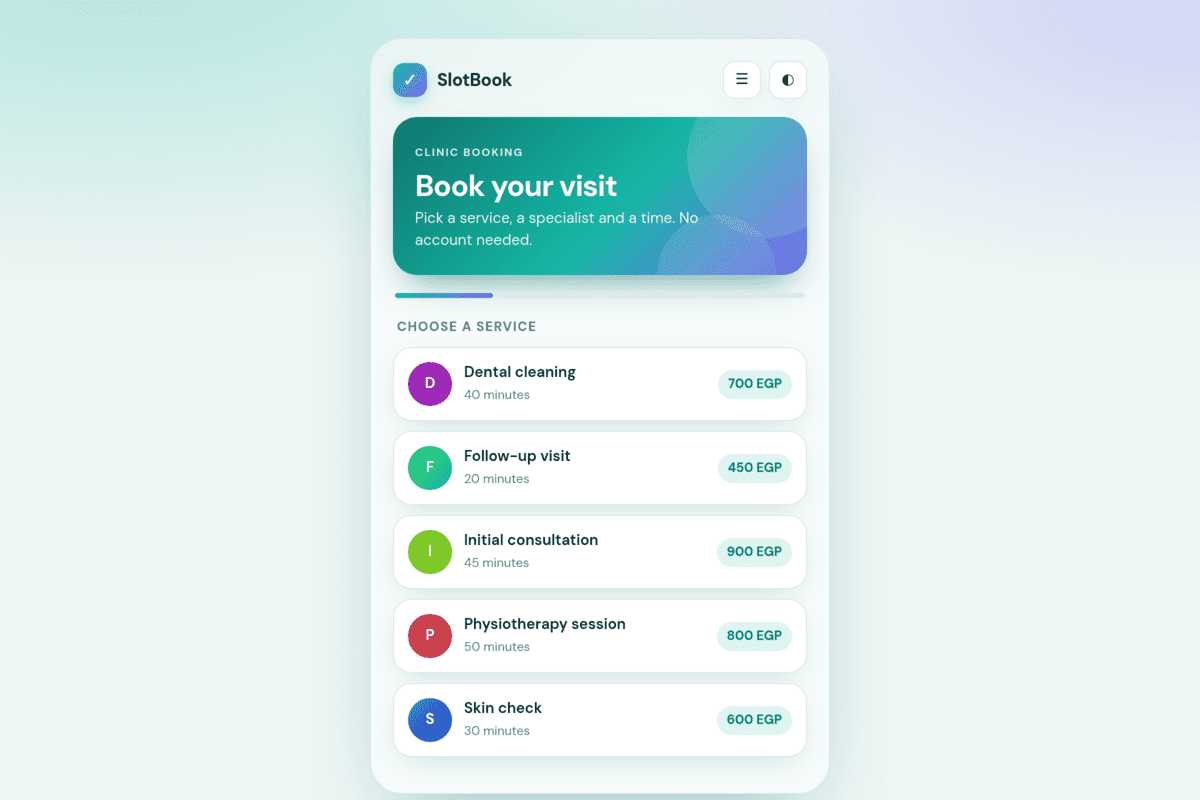 ✓ SlotBook ☰ ◐
CLINIC BOOKING
Book your visit
Pick a service, a specialist and a time. No
account needed.
CHOOSE A SERVICE
D
Dental cleaning
40 minutes
700 EGP
F
Follow-up visit
20 minutes
450 EGP
I
Initial consultation
45 minutes
900 EGP
P
Physiotherapy session
50 minutes
800 EGP
S
Skin check
30 minutes
600 EGP